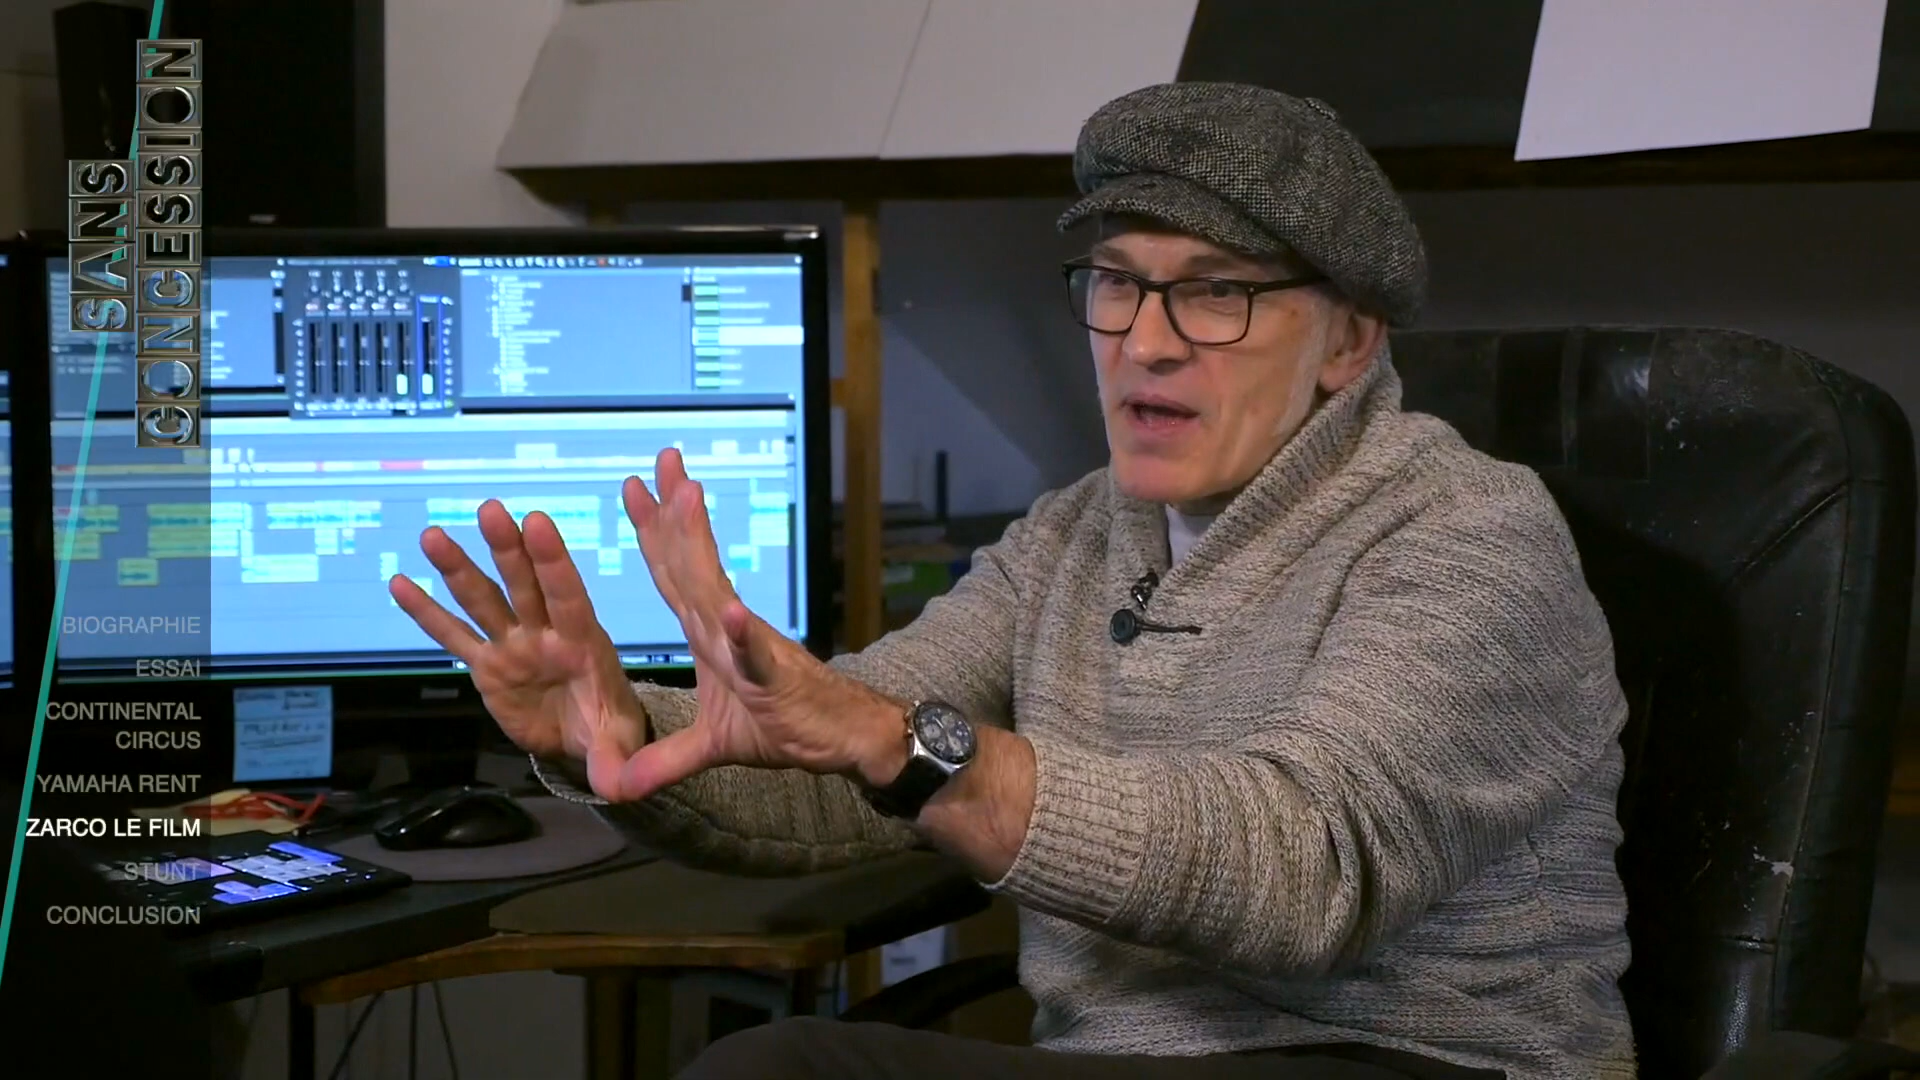 SANS
CONCESSION
BIOGRAPHIE
ESSAI
CONTINENTAL
CIRCUS
YAMAHA RENT
ZARCO LE FILM
STUNT
CONCLUSION